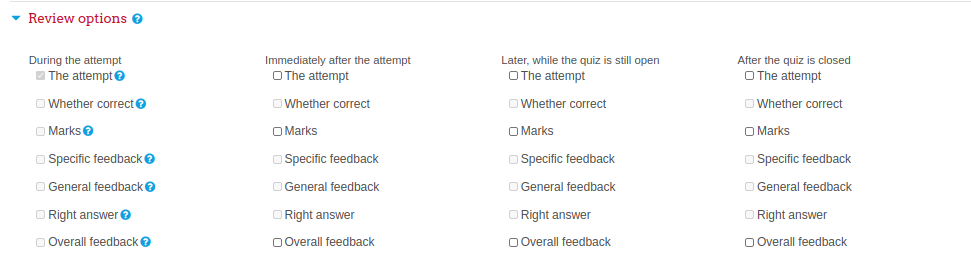 Review options
During the attempt Immediately after the attempt Later, while the quiz is still open After the quiz is closed
The attempt The attempt The attempt The attempt
Whether correct Whether correct Whether correct Whether correct
Marks Marks Marks Marks
Specific feedback Specific feedback Specific feedback Specific feedback
General feedback General feedback General feedback General feedback
Right answer Right answer Right answer Right answer
Overall feedback Overall feedback Overall feedback Overall feedback